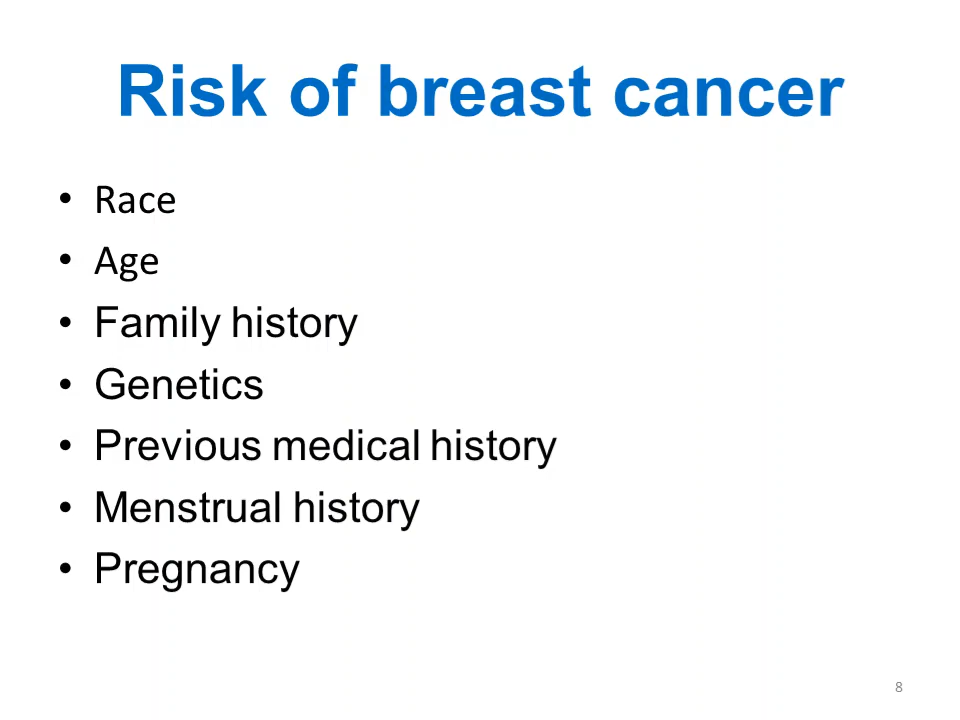 Risk of breast cancer
• Race
• Age
• Family history
• Genetics
• Previous medical history
• Menstrual history
• Pregnancy
8